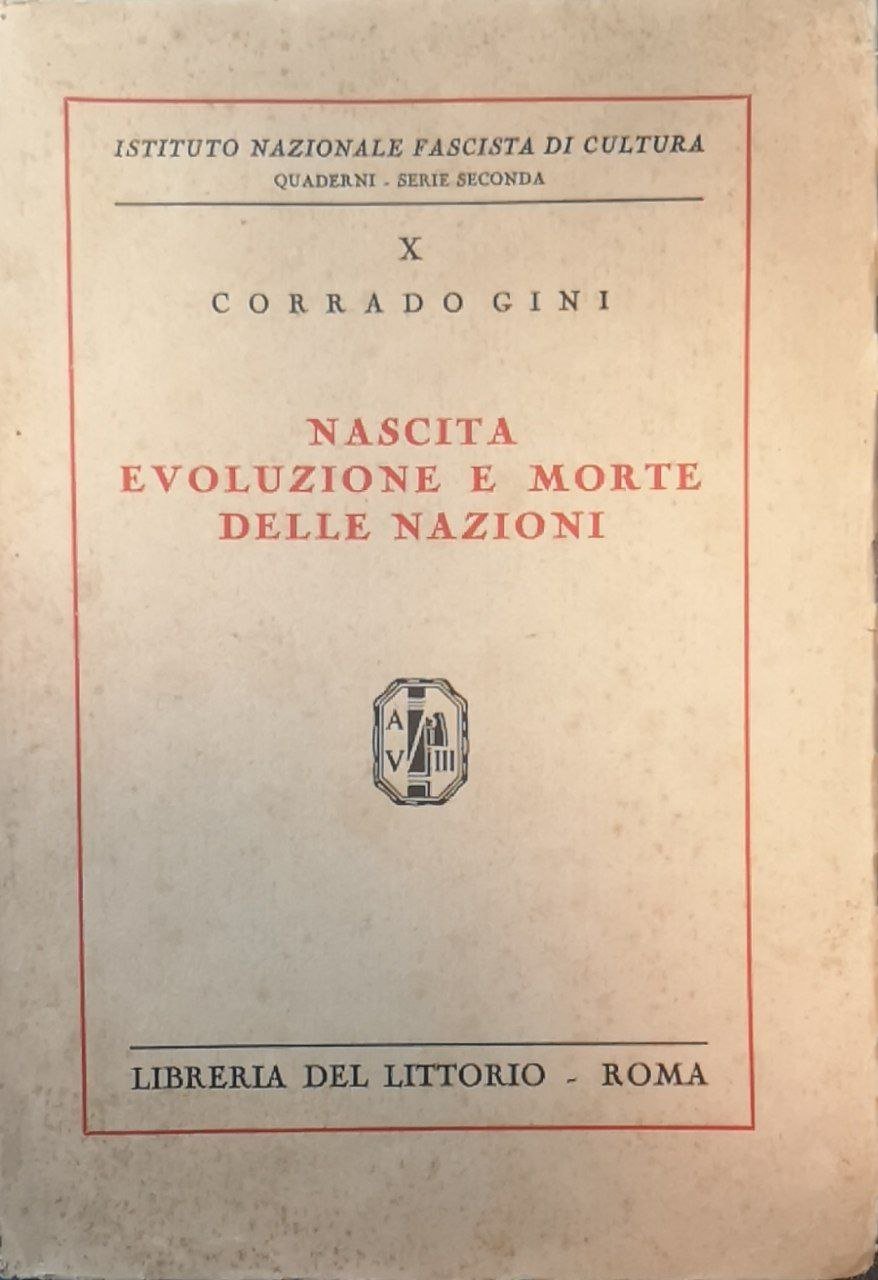 ISTITUTO NAZIONALE FASCISTA DI CULTURA
QUADERNI - SERIE SECONDA
X
CORRADO GINI
NASCITA
EVOLUZIONE E MORTE
DELLE NAZIONI
A
V III
LIBRERIA DEL LITTORIO - ROMA